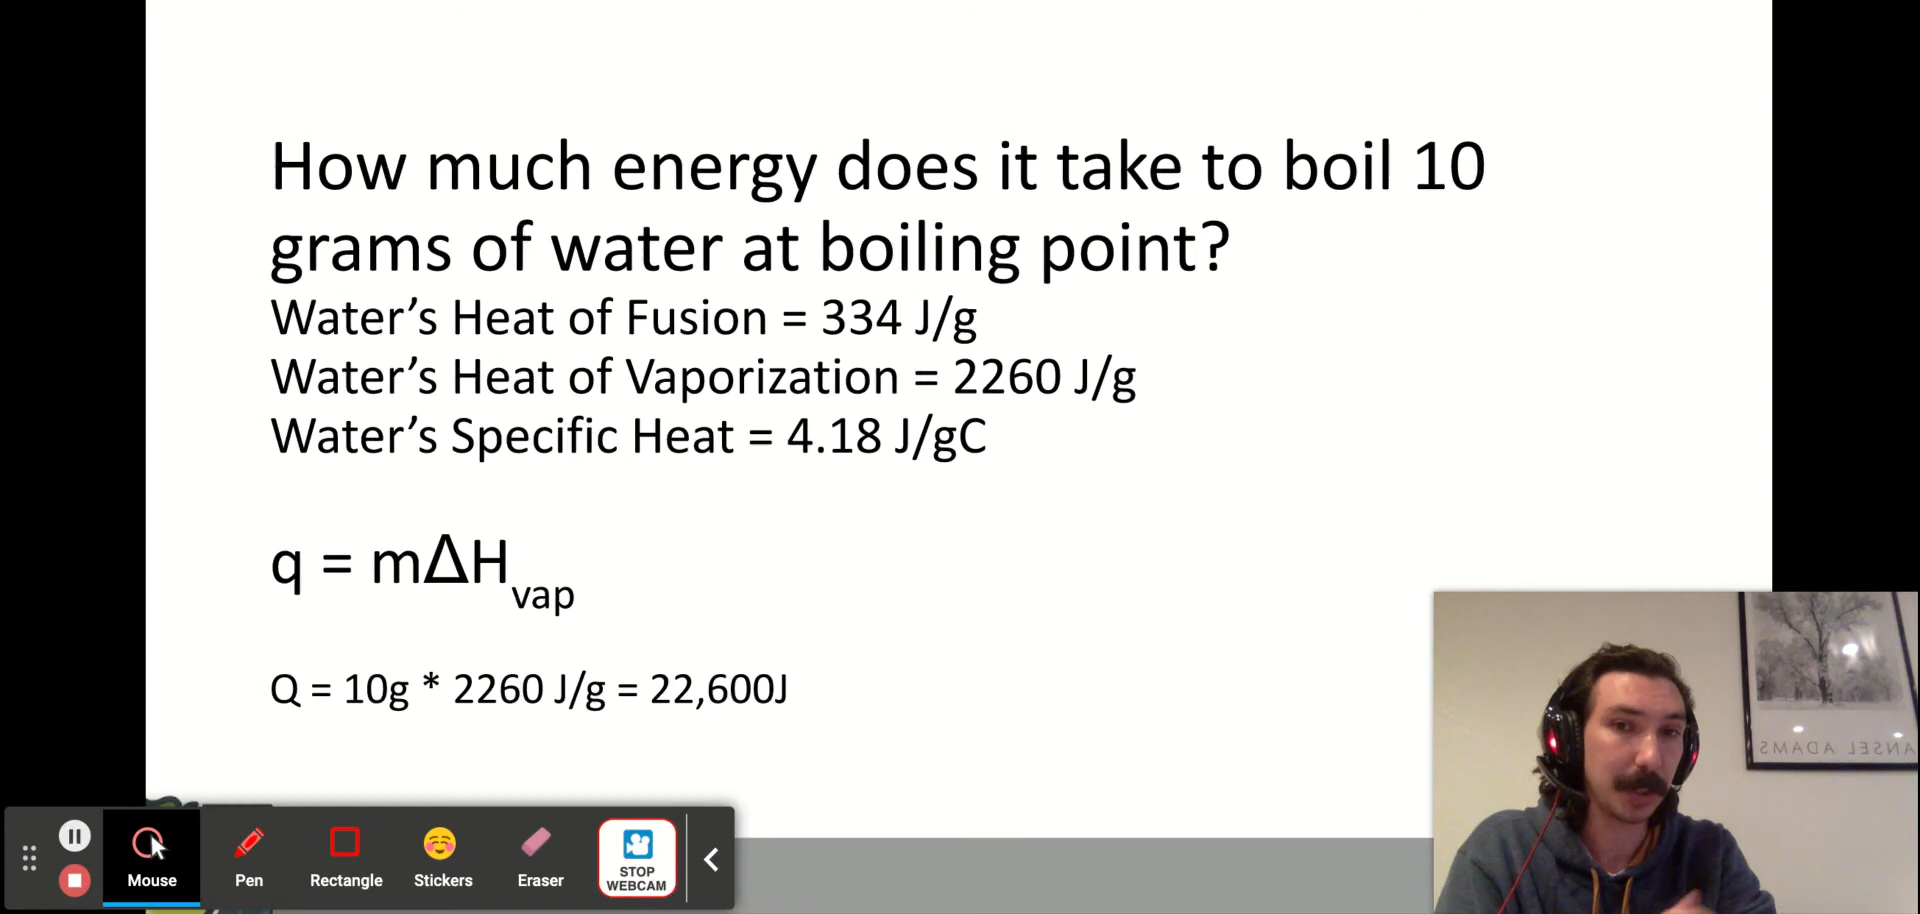 How much energy does it take to boil 10
grams of water at boiling point?
Water’s Heat of Fusion = 334 J/g
Water’s Heat of Vaporization = 2260 J/g
Water’s Specific Heat = 4.18 J/gC
q = mΔH vap
Q = 10g * 2260 J/g = 22,600J
ANSEL ADAMS
Mouse
Pen
Rectangle
Stickers
Eraser
STOP
WEBCAM